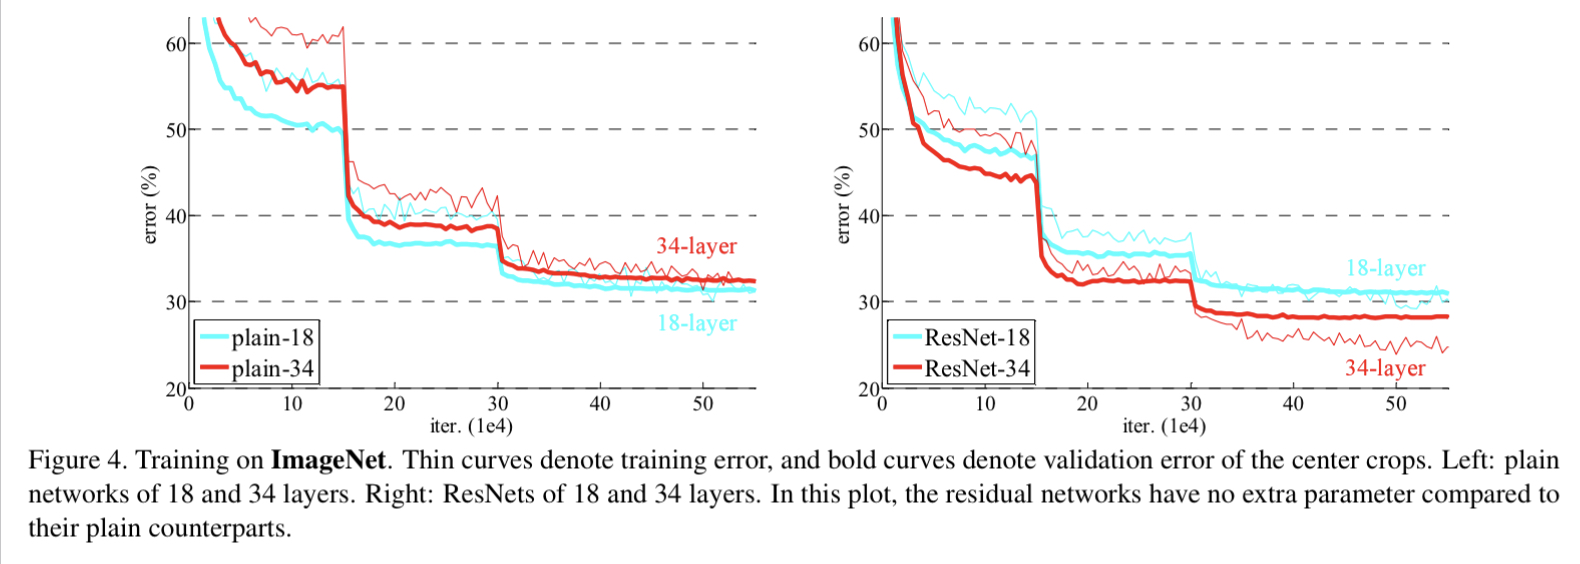 60
50
40
30
20
error (%)
0
10
20
30
40
50
iter. (1e4)
34-layer
18-layer
plain-18
plain-34
60
50
40
30
20
error (%)
0
10
20
30
40
50
iter. (1e4)
18-layer
34-layer
ResNet-18
ResNet-34
Figure 4. Training on ImageNet. Thin curves denote training error, and bold curves denote validation error of the center crops. Left: plain
networks of 18 and 34 layers. Right: ResNets of 18 and 34 layers. In this plot, the residual networks have no extra parameter compared to
their plain counterparts.